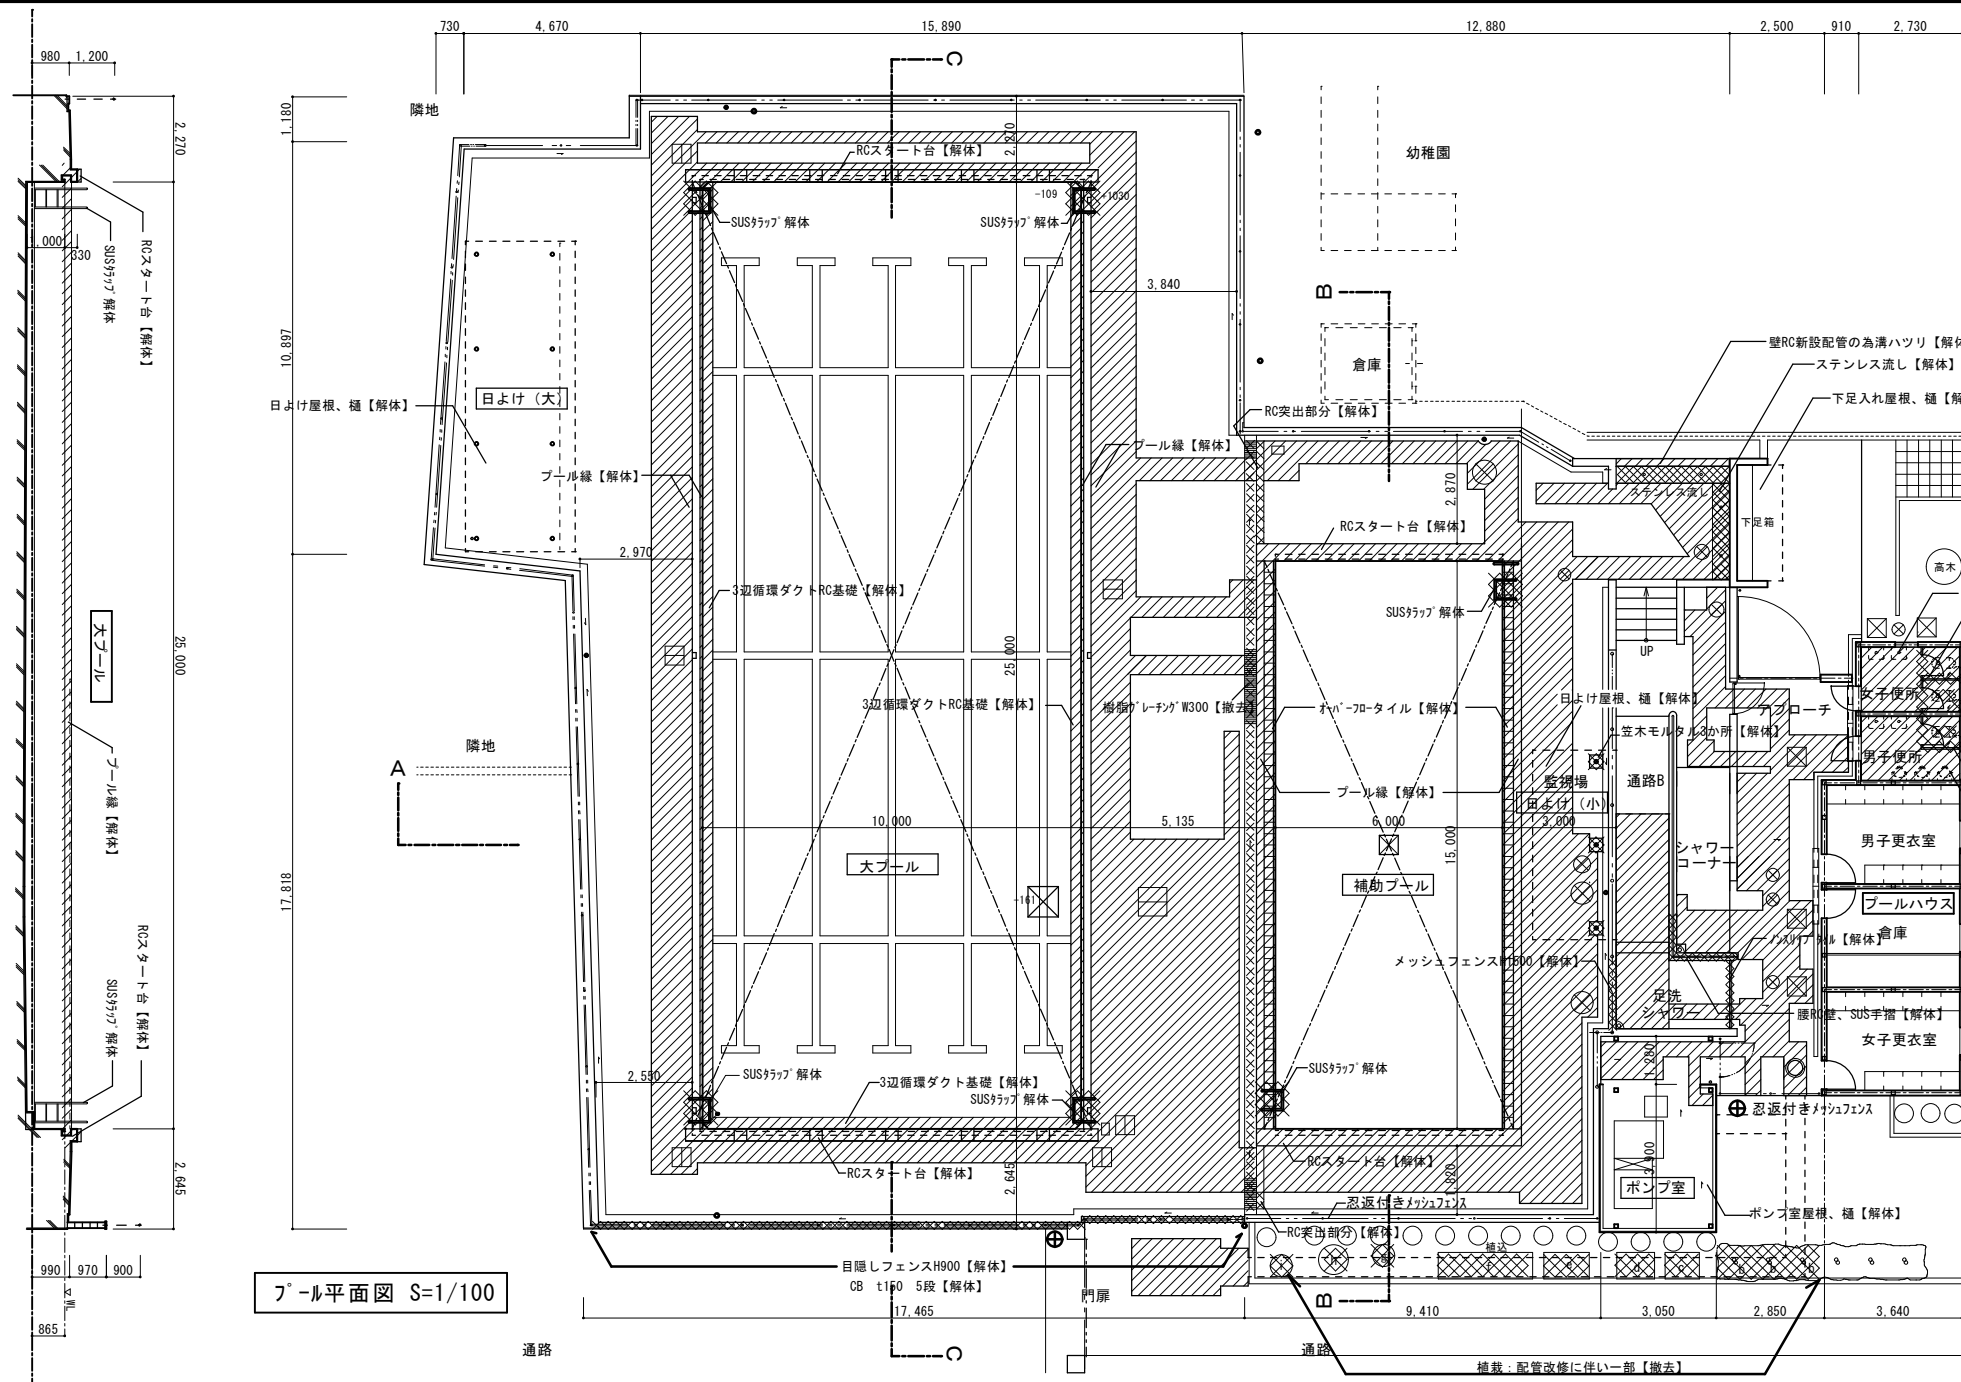 730
4,670
15,890
12,880
2,500
910
2,730
980
1,200
C
隣地
1,180
2,270
2,270
RCスタート台【解体】
幼稚園
-109
+1030
SUSﾀﾗｯﾌﾟ解体
SUSﾀﾗｯﾌﾟ解体
330
SUSﾀﾗｯﾌﾟ解体
RCスタート台【解体】
3,840
B
10,897
倉庫
壁RC新設配管の為溝ハツリ【解体
ステンレス流し【解体】
下足入れ屋根、樋【解
日よけ（大）
日よけ屋根、樋【解体】
RC突出部分【解体】
プール縁【解体】
プール縁【解体】
2,870
ステンレス流し
下足箱
RCスタート台【解体】
2,970
高木
3辺循環ダクトRC基礎【解体】
SUSﾀﾗｯﾌﾟ解体
大プール
25,000
25,000
UP
3辺循環ダクトRC基礎【解体】
樹脂ｸﾞﾚｰﾁﾝｸﾞW300【撤去】
ｵｰﾊﾞｰﾌﾛｰタイル【解体】
日よけ屋根、樋【解体】
女子便所
アプローチ
笠木モルタル3か所【解体】
隣地
A
男子便所
プール縁【解体】
プール縁【解体】
監視場
日よけ（小）
通路B
10,000
5,135
6,000
3,000
シャワー
コーナー
男子更衣室
15,000
大プール
補助プール
17,818
-161
プールハウス
倉庫
RCスタート台【解体】
SUSﾀﾗｯﾌﾟ解体
ﾉﾝｽﾘｯﾌﾟﾀｲﾙ【解体】
メッシュフェンスH1500【解体】
足洗
シャワー
腰RC壁、SUS手摺【解体】
女子更衣室
2,550
SUSﾀﾗｯﾌﾟ解体
3辺循環ダクト基礎【解体】
SUSﾀﾗｯﾌﾟ解体
SUSﾀﾗｯﾌﾟ解体
1,280
忍返付きﾒｯｼｭﾌｪﾝｽ
2,645
RCスタート台【解体】
2,645
RCスタート台【解体】
1,820
3,900
ポンプ室
忍返付きﾒｯｼｭﾌｪﾝｽ
ポンプ室屋根、樋【解体】
RC突出部分【解体】
植込
990
970
900
目隠しフェンスH900【解体】
CB t150 5段【解体】
ﾌﾟｰﾙ平面図 S=1/100
WL
865
門扉
B
17,465
9,410
3,050
2,850
3,640
通路
C
通路
植栽：配管改修に伴い一部【撤去】